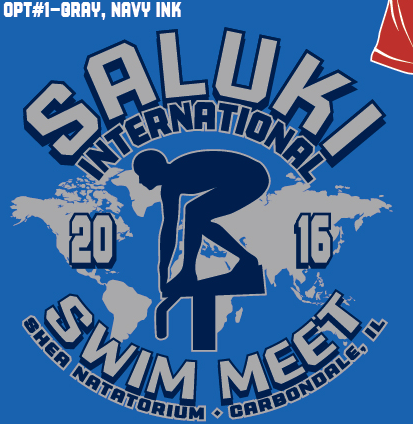 OPT#1-GRAY, NAVY INK
SALUKI
INTERNATIONAL
20 16
SWIM MEET
SHEA NATATORIUM • CARBONDALE, IL